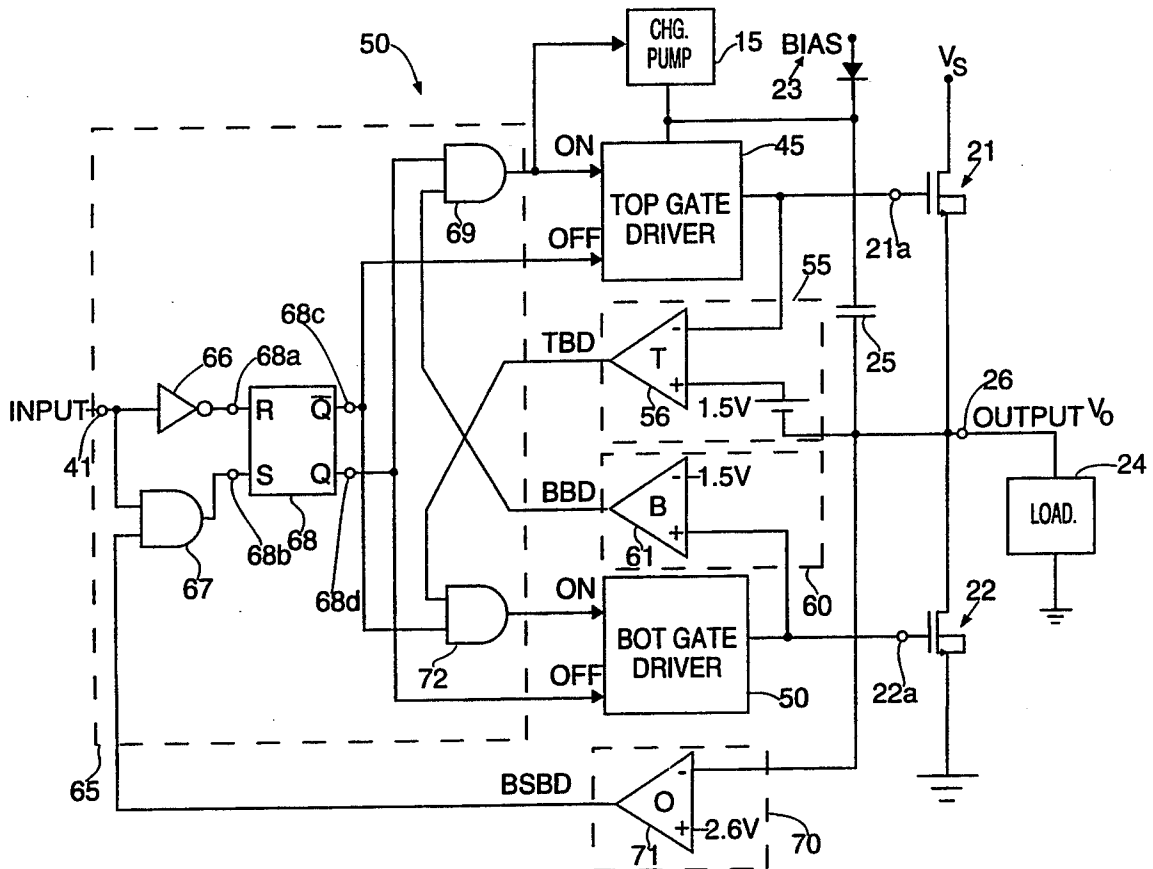 50
CHG.
PUMP
15
BIAS
23
VS
ON
45
21
TOP GATE
DRIVER
69
OFF
21a
55
68c
TBD
-
T
+
56
1.5V
25
66
68a
INPUT
41
R
Q̅
26
OUTPUT VO
S
Q
BBD
-
1.5V
B
+
61
24
LOAD.
67
68b
68
68d
60
ON
22
72
BOT GATE
DRIVER
OFF
50
22a
65
BSBD
-
O
+
2.6V
71
70